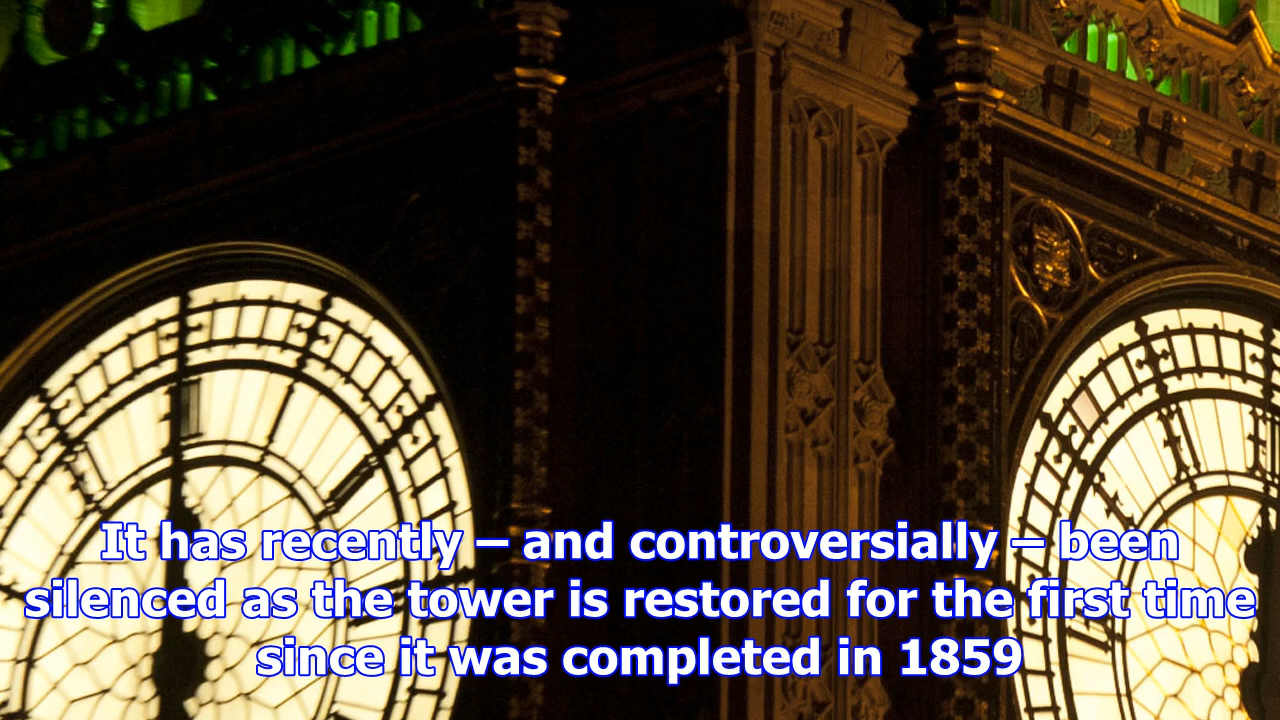 It has recently – and controversially – been
silenced as the tower is restored for the first time
since it was completed in 1859